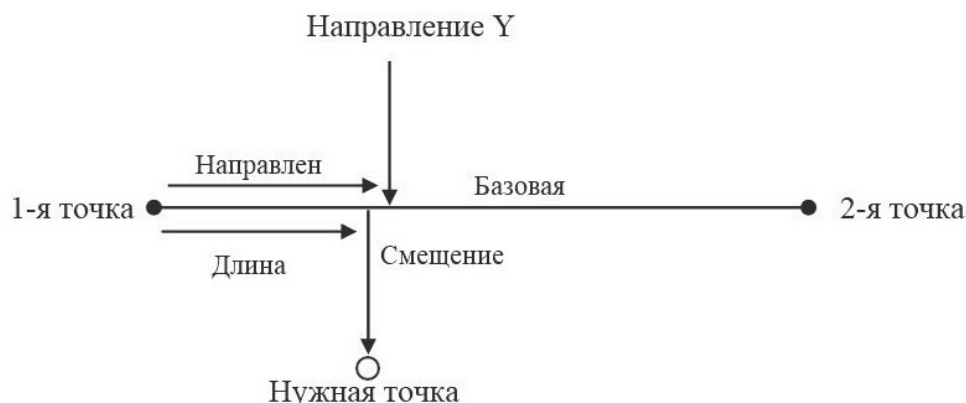 Направление Y
Направлен
Базовая
1-я точка
2-я точка
Длина
Смещение
Нужная точка